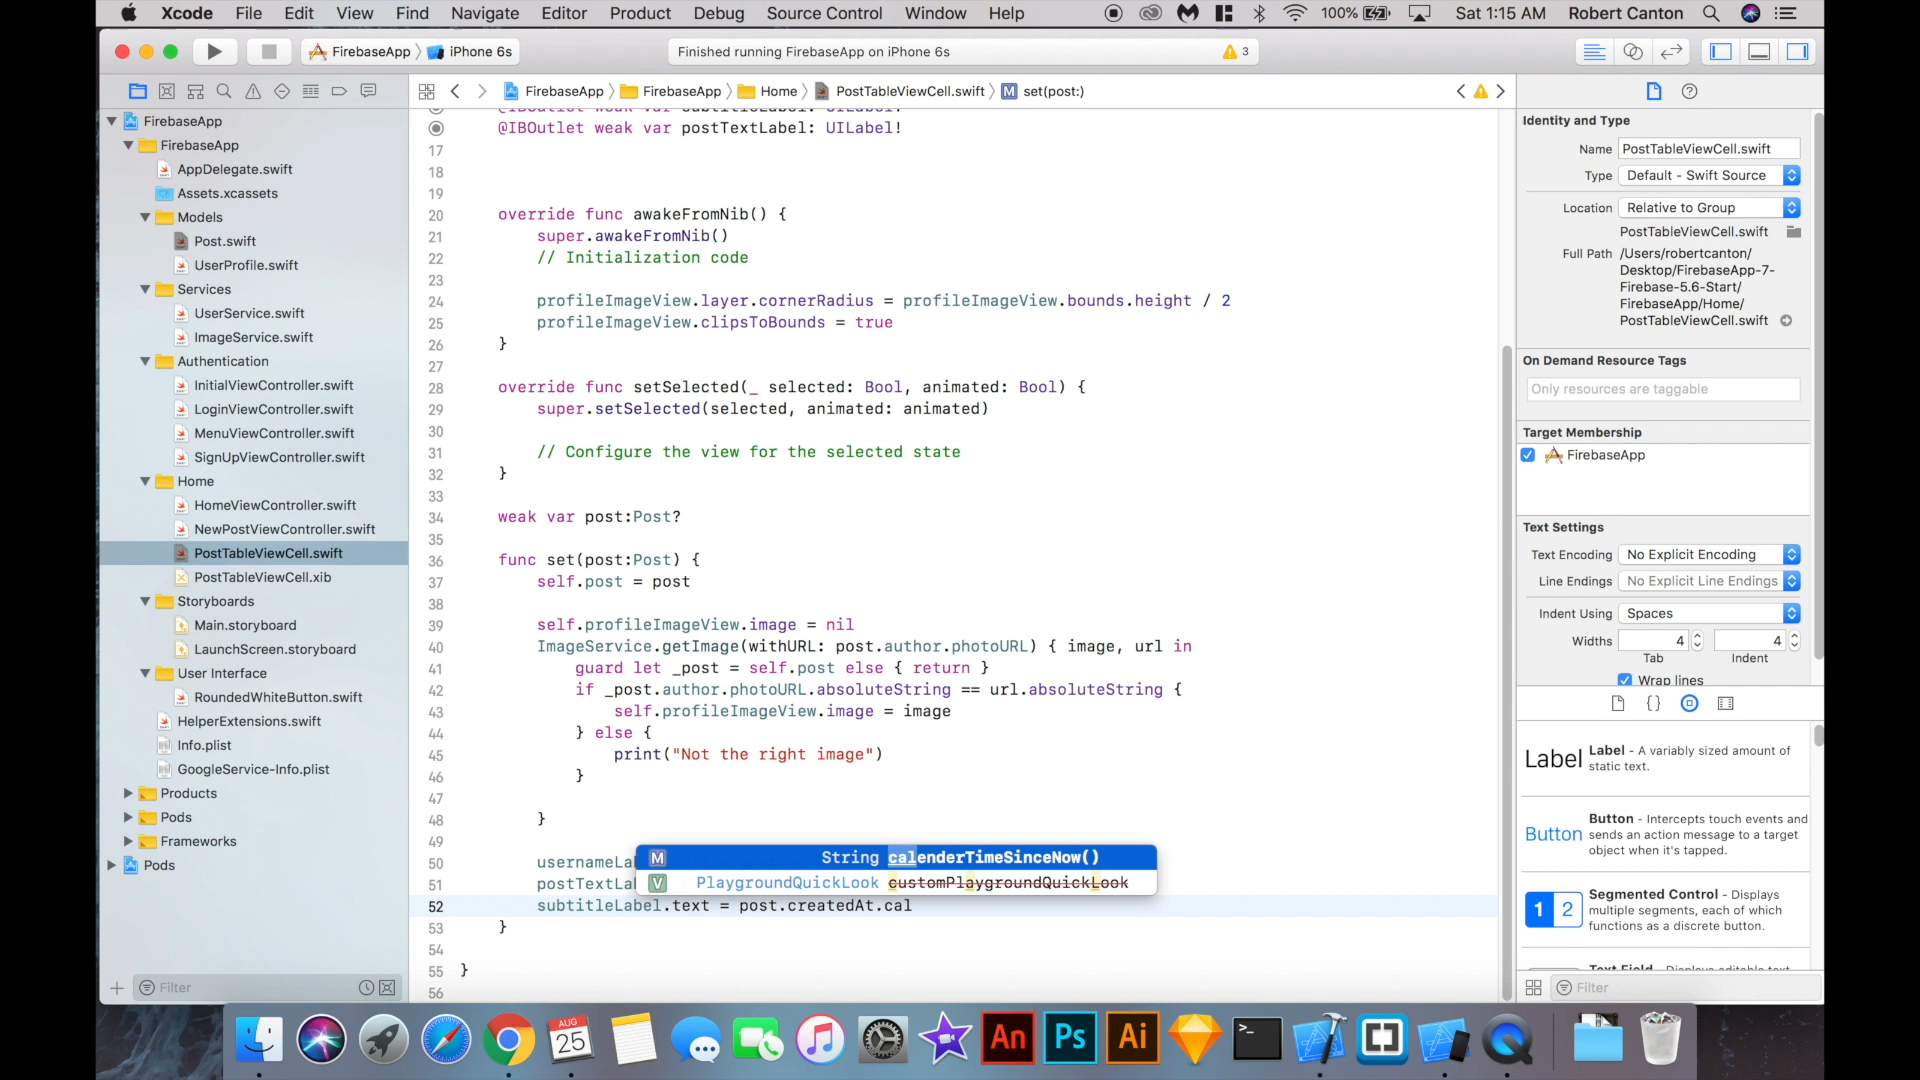 Xcode File Edit View Find Navigate Editor Product Debug Source Control Window Help 100% Sat 1:15 AM Robert Canton
FirebaseApp iPhone 6s
Finished running FirebaseApp on iPhone 6s
3
FirebaseApp FirebaseApp Home PostTableViewCell.swift M set(post:)
FirebaseApp
FirebaseApp
AppDelegate.swift
Assets.xcassets
Models
Post.swift
UserProfile.swift
Services
UserService.swift
ImageService.swift
Authentication
InitialViewController.swift
LoginViewController.swift
MenuViewController.swift
SignUpViewController.swift
Home
HomeViewController.swift
NewPostViewController.swift
PostTableViewCell.swift
PostTableViewCell.xib
Storyboards
Main.storyboard
LaunchScreen.storyboard
User Interface
RoundedWhiteButton.swift
HelperExtensions.swift
Info.plist
GoogleService-Info.plist
Products
Pods
Frameworks
Pods
Filter
@IBOutlet weak var subtitleLabel: UILabel!
@IBOutlet weak var postTextLabel: UILabel!
17
18
19
20 override func awakeFromNib() {
21 super.awakeFromNib()
22 // Initialization code
23
24 profileImageView.layer.cornerRadius = profileImageView.bounds.height / 2
25 profileImageView.clipsToBounds = true
26 }
27
28 override func setSelected(_ selected: Bool, animated: Bool) {
29 super.setSelected(selected, animated: animated)
30
31 // Configure the view for the selected state
32 }
33
34 weak var post:Post?
35
36 func set(post:Post) {
37 self.post = post
38
39 self.profileImageView.image = nil
40 ImageService.getImage(withURL: post.author.photoURL) { image, url in
41 guard let _post = self.post else { return }
42 if _post.author.photoURL.absoluteString == url.absoluteString {
43 self.profileImageView.image = image
44 } else {
45 print("Not the right image")
46 }
47
48 }
49
M String calenderTimeSinceNow()
V PlaygroundQuickLook customPlaygroundQuickLook
50 usernameLa
51 postTextLa
52 subtitleLabel.text = post.createdAt.cal
53 }
54
55 }
56
Identity and Type
Name PostTableViewCell.swift
Type Default - Swift Source
Location Relative to Group
PostTableViewCell.swift
Full Path /Users/robertcanton/
Desktop/FirebaseApp-7-
Firebase-5.6-Start/
FirebaseApp/Home/
PostTableViewCell.swift
On Demand Resource Tags
Only resources are taggable
Target Membership
FirebaseApp
Text Settings
Text Encoding No Explicit Encoding
Line Endings No Explicit Line Endings
Indent Using Spaces
Widths 4 4
Tab Indent
Wrap lines
Label Label - A variably sized amount of
static text.
Button Button - Intercepts touch events and
sends an action message to a target
object when it's tapped.
1 2 Segmented Control - Displays
multiple segments, each of which
functions as a discrete button.
Text Field - Displays editable text
Filter
AUG
25
An Ps Ai